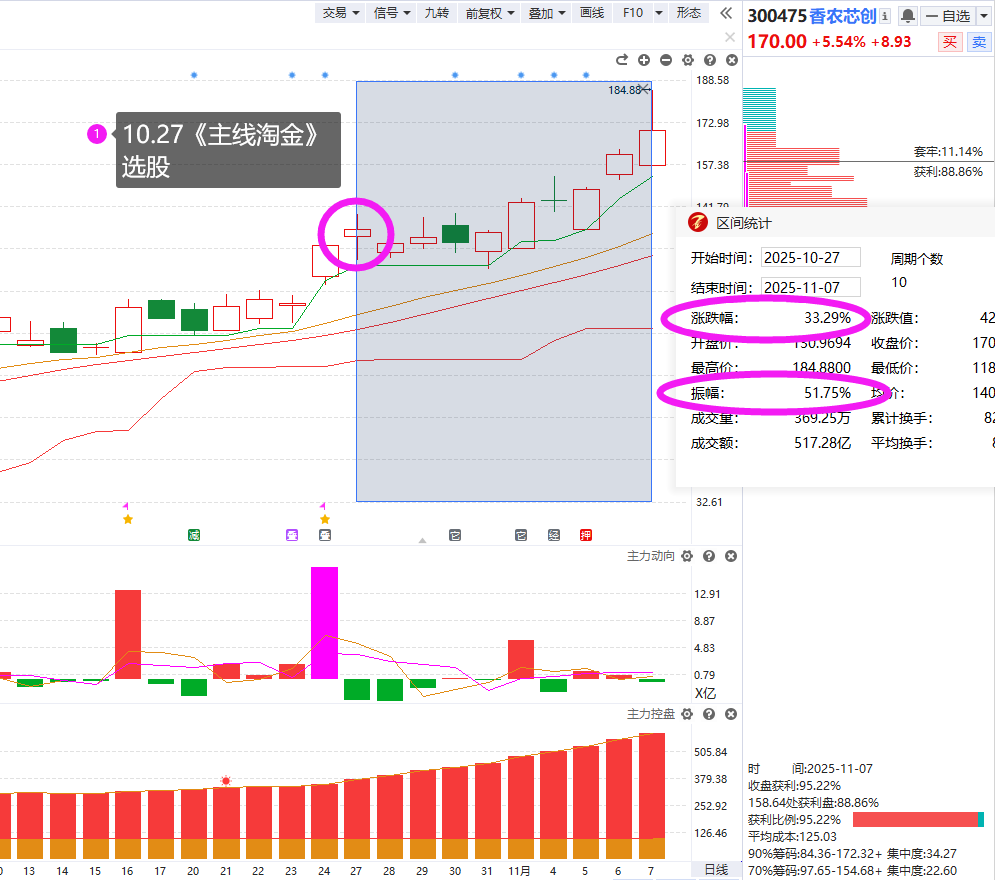 交易 信号 九转 前复权 叠加 画线 F10 形态
300475 香农芯创
自选
170.00 +5.54% +8.93 买 卖
188.58
184.88
172.98
157.38
141.79
32.61
1
10.27《主线淘金》
选股
套牢:11.14%
获利:88.86%
区间统计
开始时间: 2025-10-27 周期个数
结束时间: 2025-11-07 10
涨跌幅: 33.29% 涨跌值: 42
开盘价: 130.9694 收盘价: 170
最高价: 184.8800 最低价: 118
振幅: 51.75% 均价: 140
成交量: 369.25万 累计换手: 82
成交额: 517.28亿 平均换手:
减 叠 叠 它 它 经 押
主力动向
12.91
8.87
4.83
0.79
X亿
主力控盘
505.84
379.38
252.92
126.46
13 14 15 16 17 20 21 22 23 24 27 28 29 30 31 11月 4 5 6 7 日线
时 间:2025-11-07
收盘获利:95.22%
158.64处获利盘:88.86%
获利比例:95.22%
平均成本:125.03
90%筹码:84.36-172.32+ 集中度:34.27
70%筹码:97.65-154.68+ 集中度:22.60